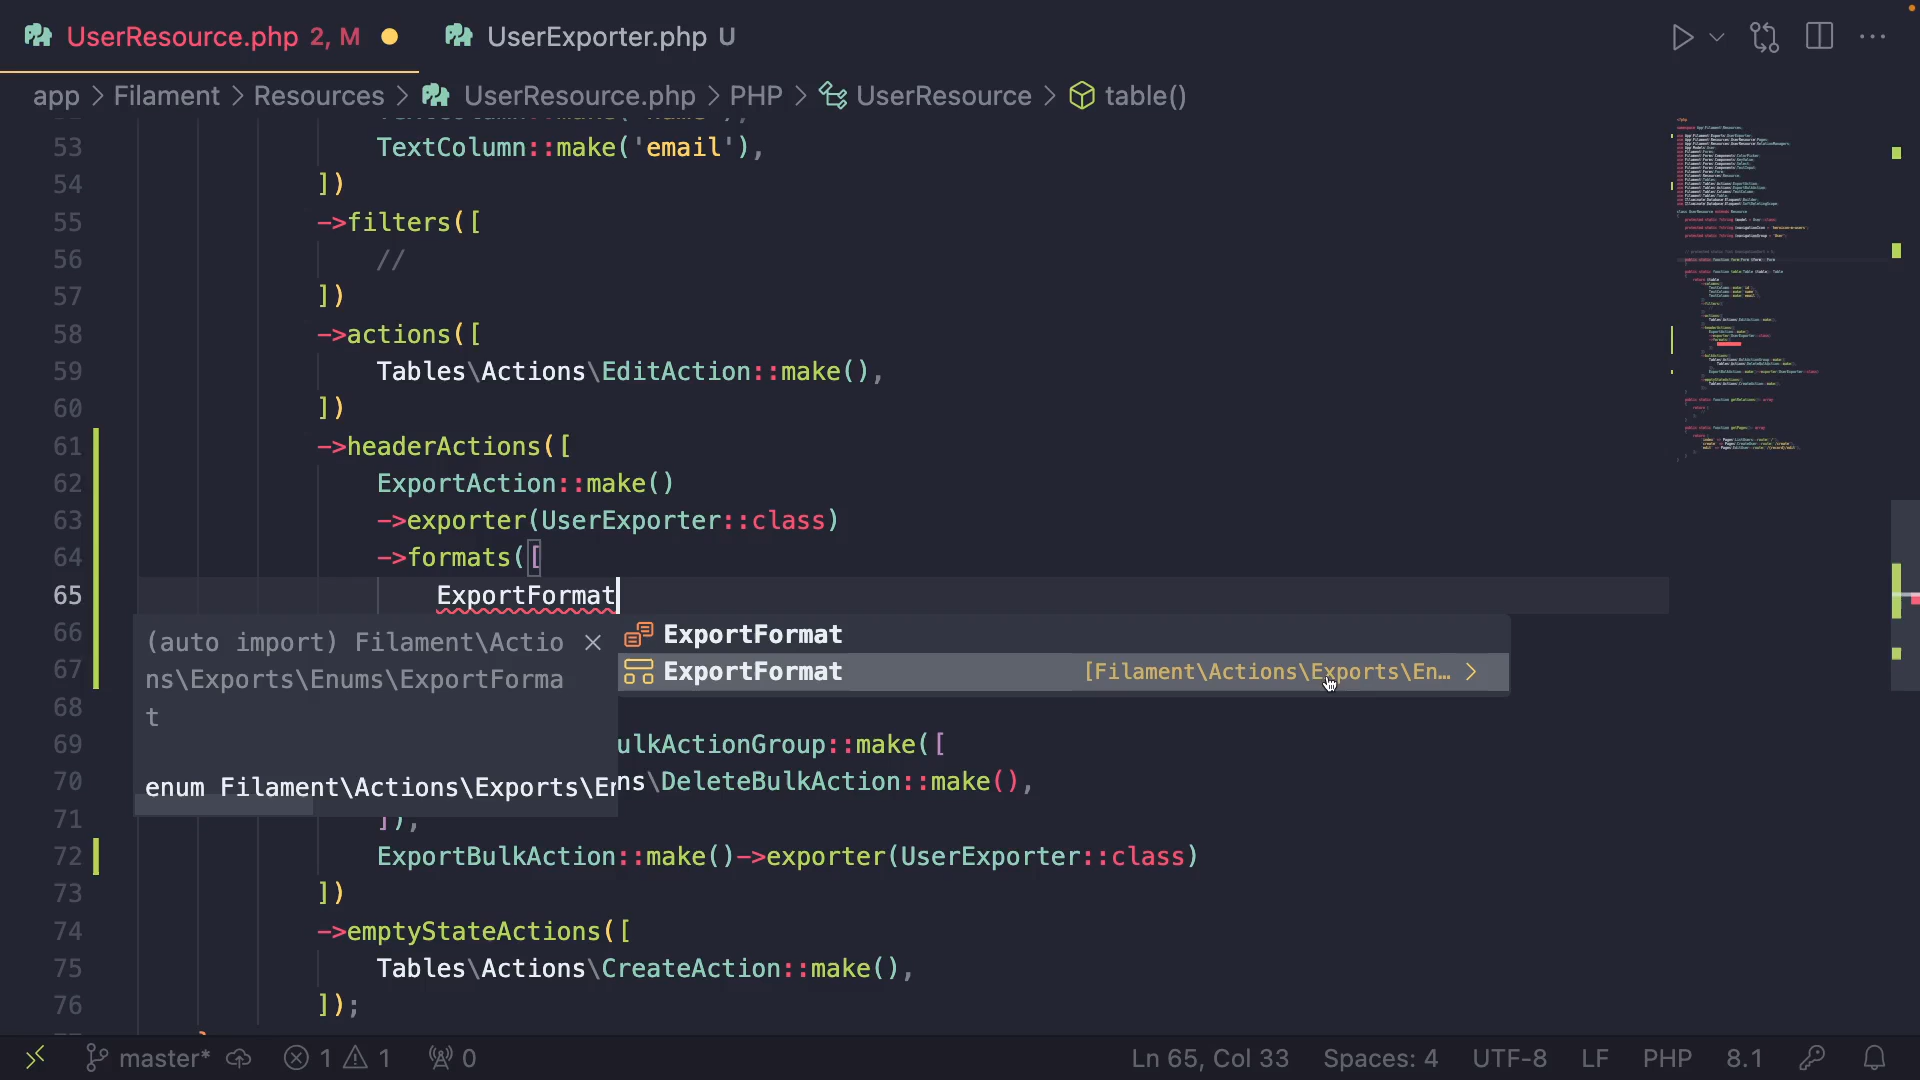 UserResource.php 2, M
UserExporter.php U
app > Filament > Resources > UserResource.php > PHP > UserResource > table()
53 TextColumn::make('email'),
54 ])
55 ->filters([
56 //
57 ])
58 ->actions([
59 Tables\Actions\EditAction::make(),
60 ])
61 ->headerActions([
62 ExportAction::make()
63 ->exporter(UserExporter::class)
64 ->formats([
65 ExportFormat
66
67
68
(auto import) Filament\Actio
ns\Exports\Enums\ExportForma
t
enum Filament\Actions\Exports\En
ExportFormat
ExportFormat [Filament\Actions\Exports\En…
69 ulkActionGroup::make([
70 ns\DeleteBulkAction::make(),
71 ]),
72 ExportBulkAction::make()->exporter(UserExporter::class)
73 ])
74 ->emptyStateActions([
75 Tables\Actions\CreateAction::make(),
76 ]);
master* 1 1 0 Ln 65, Col 33 Spaces: 4 UTF-8 LF PHP 8.1